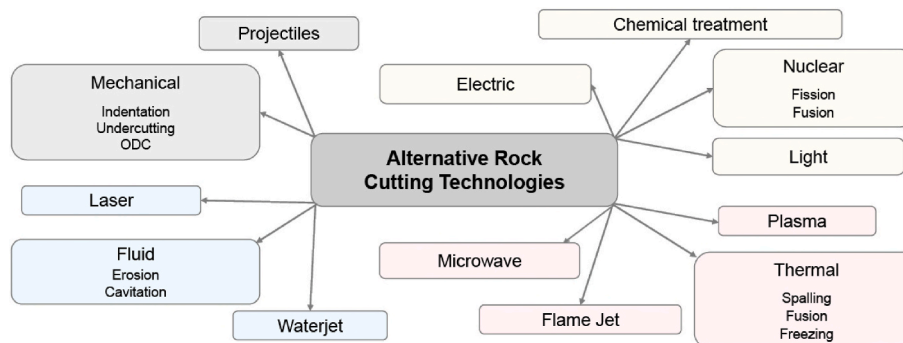 Projectiles
Chemical treatment
Mechanical
Indentation
Undercutting
ODC
Electric
Nuclear
Fission
Fusion
Alternative Rock
Cutting Technologies
Light
Laser
Plasma
Fluid
Erosion
Cavitation
Microwave
Thermal
Spalling
Fusion
Freezing
Waterjet
Flame Jet